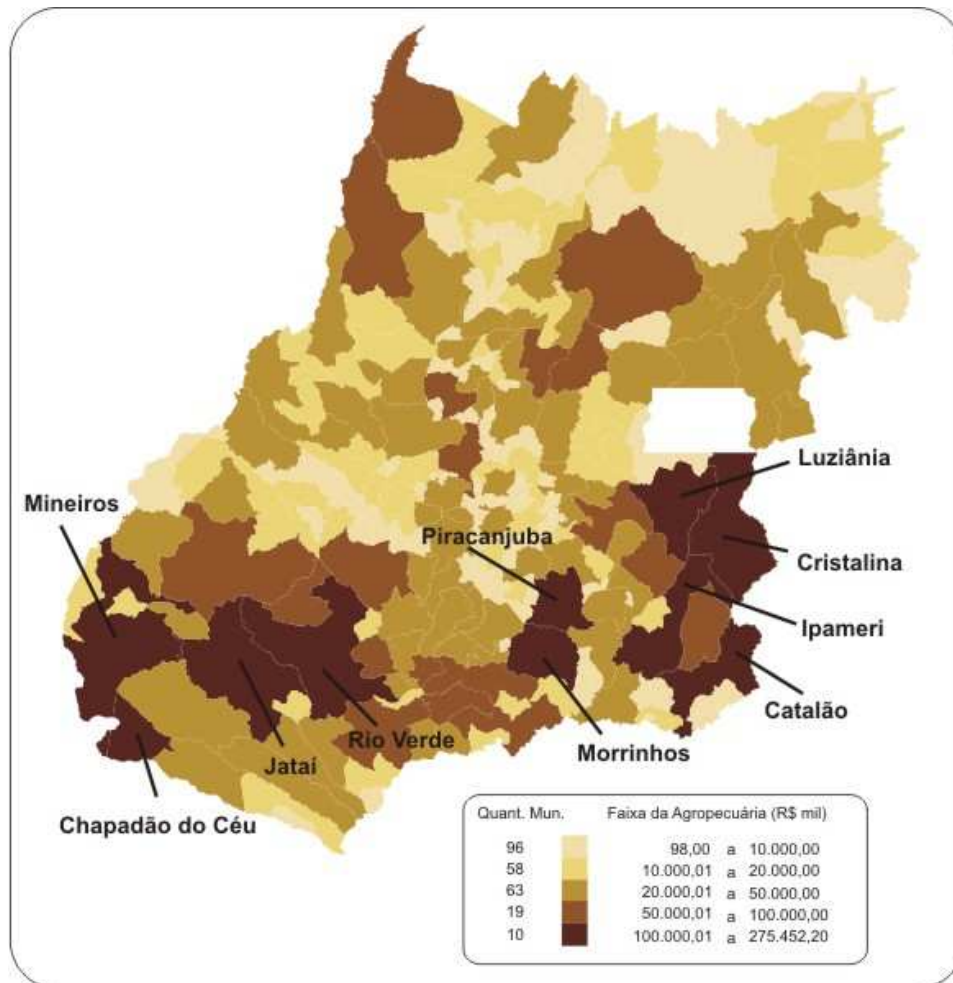 Luziânia
Mineiros
Piracanjuba
Cristalina
Ipameri
Catalão
Rio Verde
Morrinhos
Jataí
Chapadão do Céu
Quant. Mun. Faixa da Agropecuária (R$ mil)
96 98,00 a 10.000,00
58 10.000,01 a 20.000,00
63 20.000,01 a 50.000,00
19 50.000,01 a 100.000,00
10 100.000,01 a 275.452,20